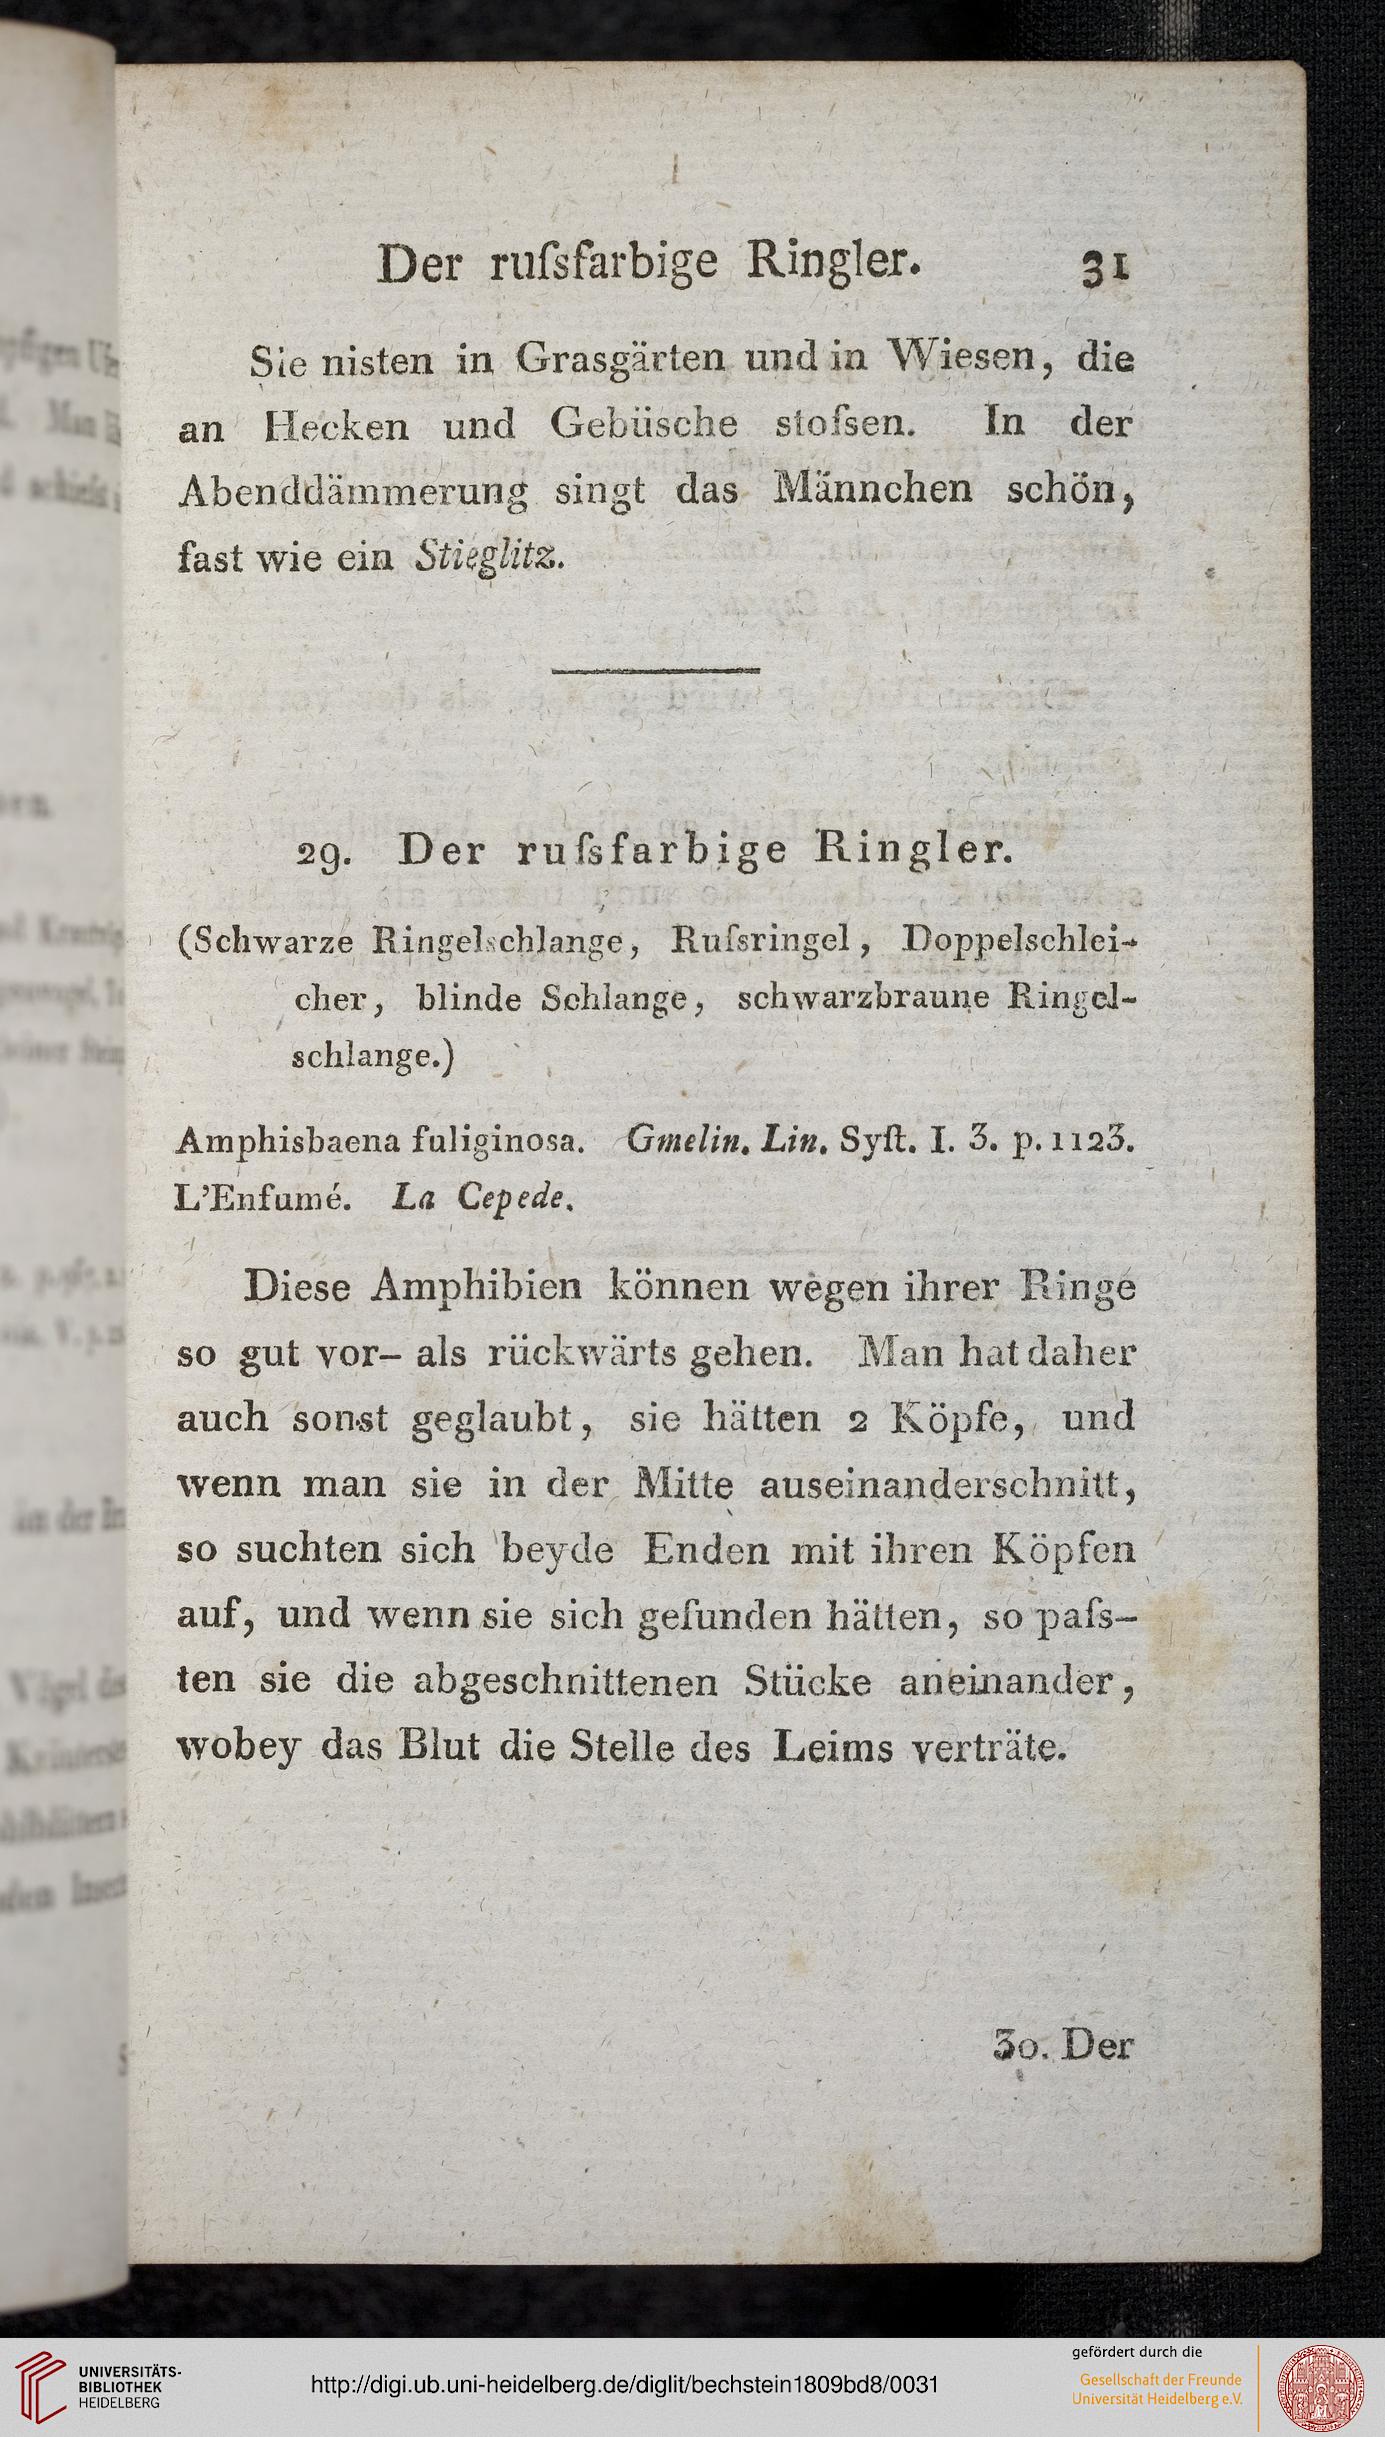 Der ruſsfarbige Ringler. 31
Sie nisten in Grasgärten und in Wiesen, die
an Hecken und Gebüsche stoſsen. In der
Abenddämmerung singt das Männchen schön,
fast wie ein Stieglitz.
29. Der ruſsfarbige Ringler.
(Schwarze Ringelschlange, Ruſsringel, Doppelschlei-
cher, blinde Schlange, schwarzbraune Ringel-
schlange.)
Amphisbaena fuliginosa. Gmelin. Lin. Syſt. I. 3. p. 1123.
L'Enfumé. La Cepede.
Diese Amphibien können wegen ihrer Ringe
so gut vor- als rückwärts gehen. Man hat daher
auch sonst geglaubt, sie hätten 2 Köpfe, und
wenn man sie in der Mitte auseinanderschnitt,
so suchten sich beyde Enden mit ihren Köpfen
auf, und wenn sie sich gefunden hätten, so paſs-
ten sie die abgeschnittenen Stücke aneinander,
wobey das Blut die Stelle des Leims verträte.
30. Der
UNIVERSITÄTS-
BIBLIOTHEK
HEIDELBERG
http://digi.ub.uni-heidelberg.de/diglit/bechstein1809bd8/0031
gefördert durch die
Gesellschaft der Freunde
Universität Heidelberg e.V.